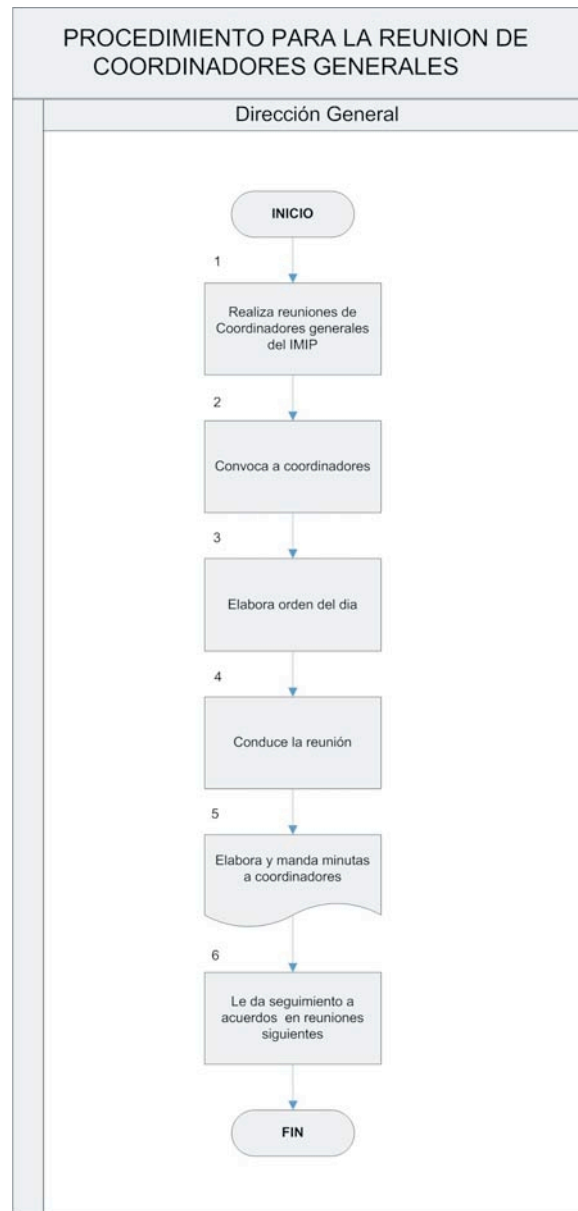 PROCEDIMIENTO PARA LA REUNION DE
COORDINADORES GENERALES
Dirección General
INICIO
1
Realiza reuniones de
Coordinadores generales
del IMIP
2
Convoca a coordinadores
3
Elabora orden del dia
4
Conduce la reunión
5
Elabora y manda minutas
a coordinadores
6
Le da seguimiento a
acuerdos en reuniones
siguientes
FIN